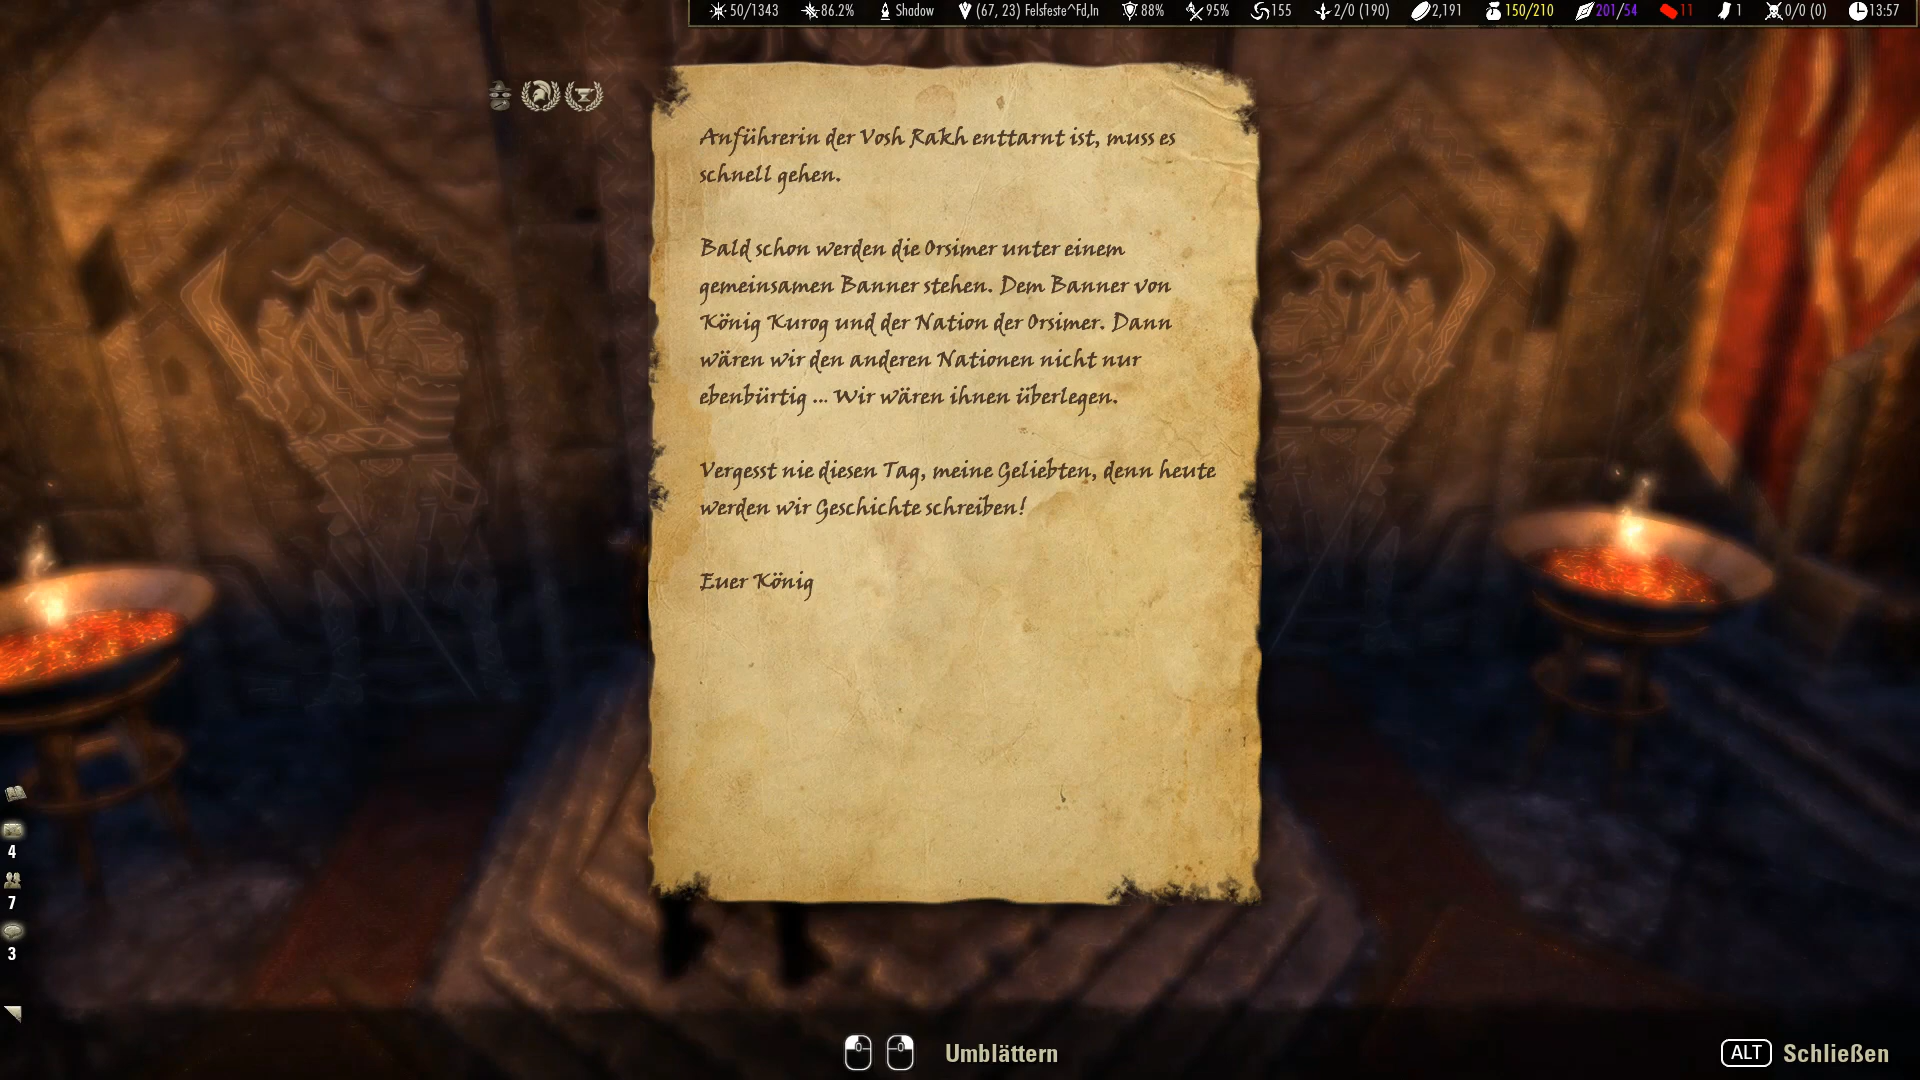 50/1343 86.2% Shadow (67, 23) Felsfeste^Fd,In 88% 95% 155 2/0 (190) 2,191 150/210 201/54 11 1 0/0 (0) 13:57
Anführerin der Vosh Rakh enttarnt ist, muss es
schnell gehen.
Bald schon werden die Orsimer unter einem
gemeinsamen Banner stehen. Dem Banner von
König Kurog und der Nation der Orsimer. Dann
wären wir den anderen Nationen nicht nur
ebenbürtig ... Wir wären ihnen überlegen.
Vergesst nie diesen Tag, meine Geliebten, denn heute
werden wir Geschichte schreiben!
Euer König
4
7
3
Umblättern
ALT Schließen